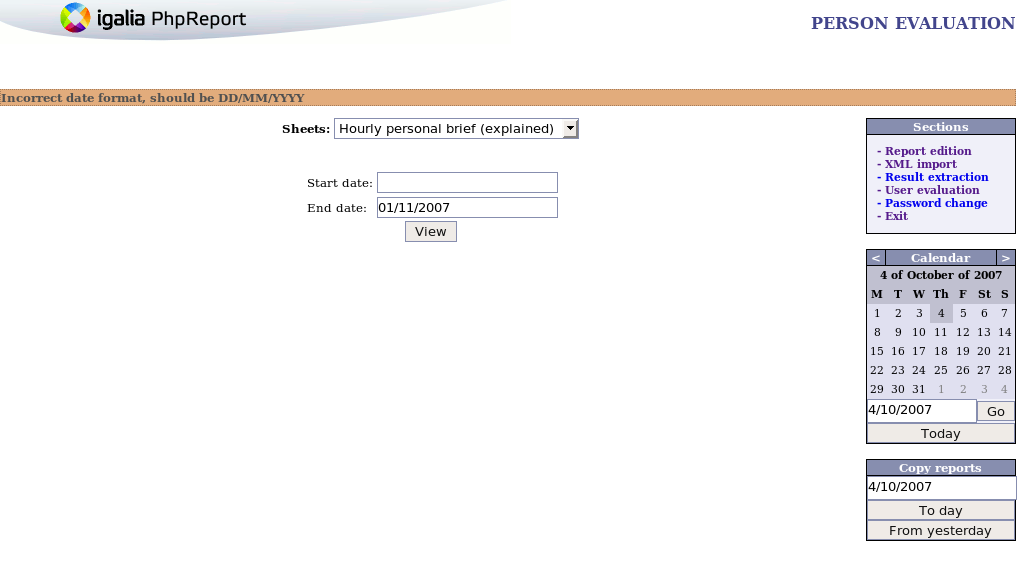 igalia PhpReport
PERSON EVALUATION
Incorrect date format, should be DD/MM/YYYY
Sheets: Hourly personal brief (explained)
Start date:
End date: 01/11/2007
View
Sections
- Report edition
- XML import
- Result extraction
- User evaluation
- Password change
- Exit
< Calendar >
4 of October of 2007
M T W Th F St S
1 2 3 4 5 6 7
8 9 10 11 12 13 14
15 16 17 18 19 20 21
22 23 24 25 26 27 28
29 30 31 1 2 3 4
4/10/2007 Go
Today
Copy reports
4/10/2007
To day
From yesterday